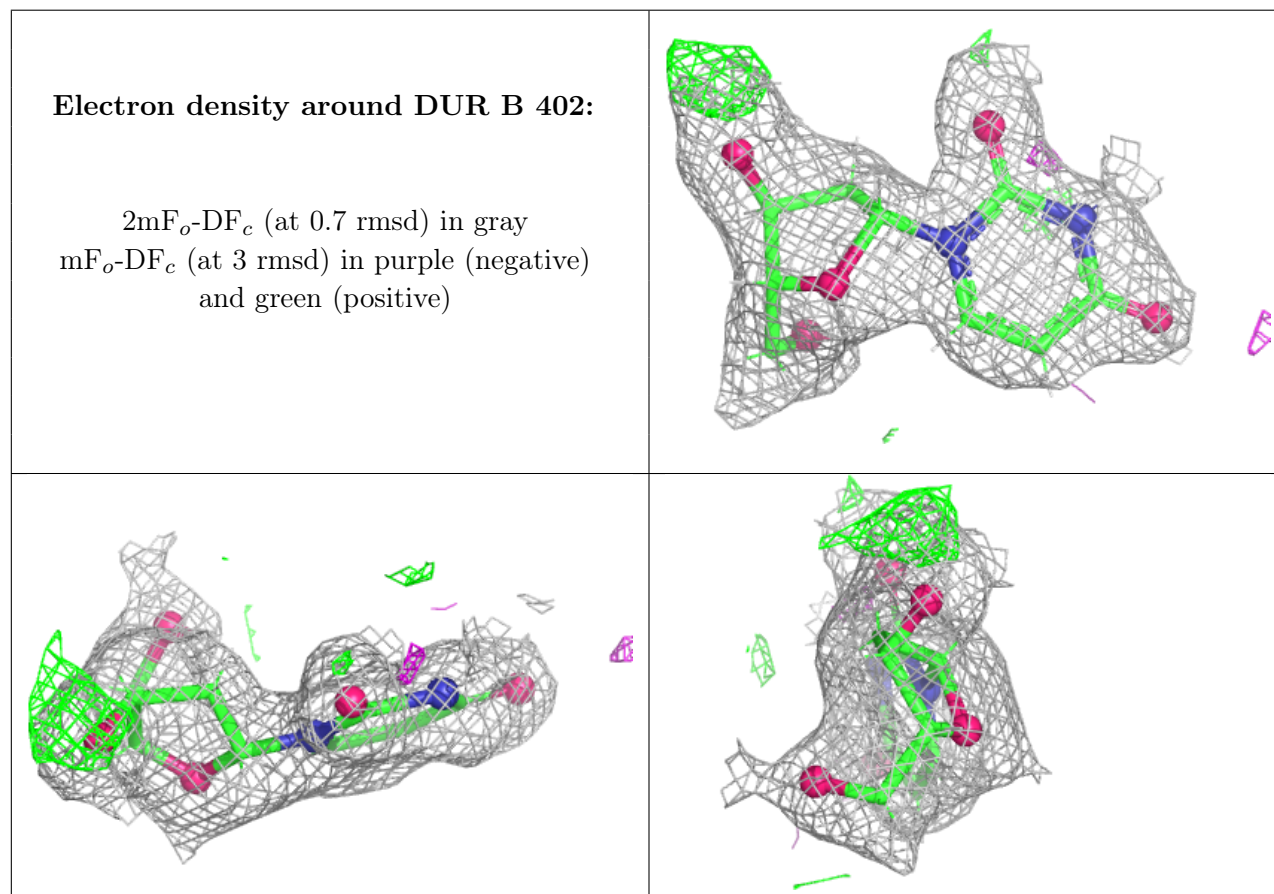 Electron density around DUR B 402:
2mFₒ-DF𝒸 (at 0.7 rmsd) in gray
mFₒ-DF𝒸 (at 3 rmsd) in purple (negative)
and green (positive)